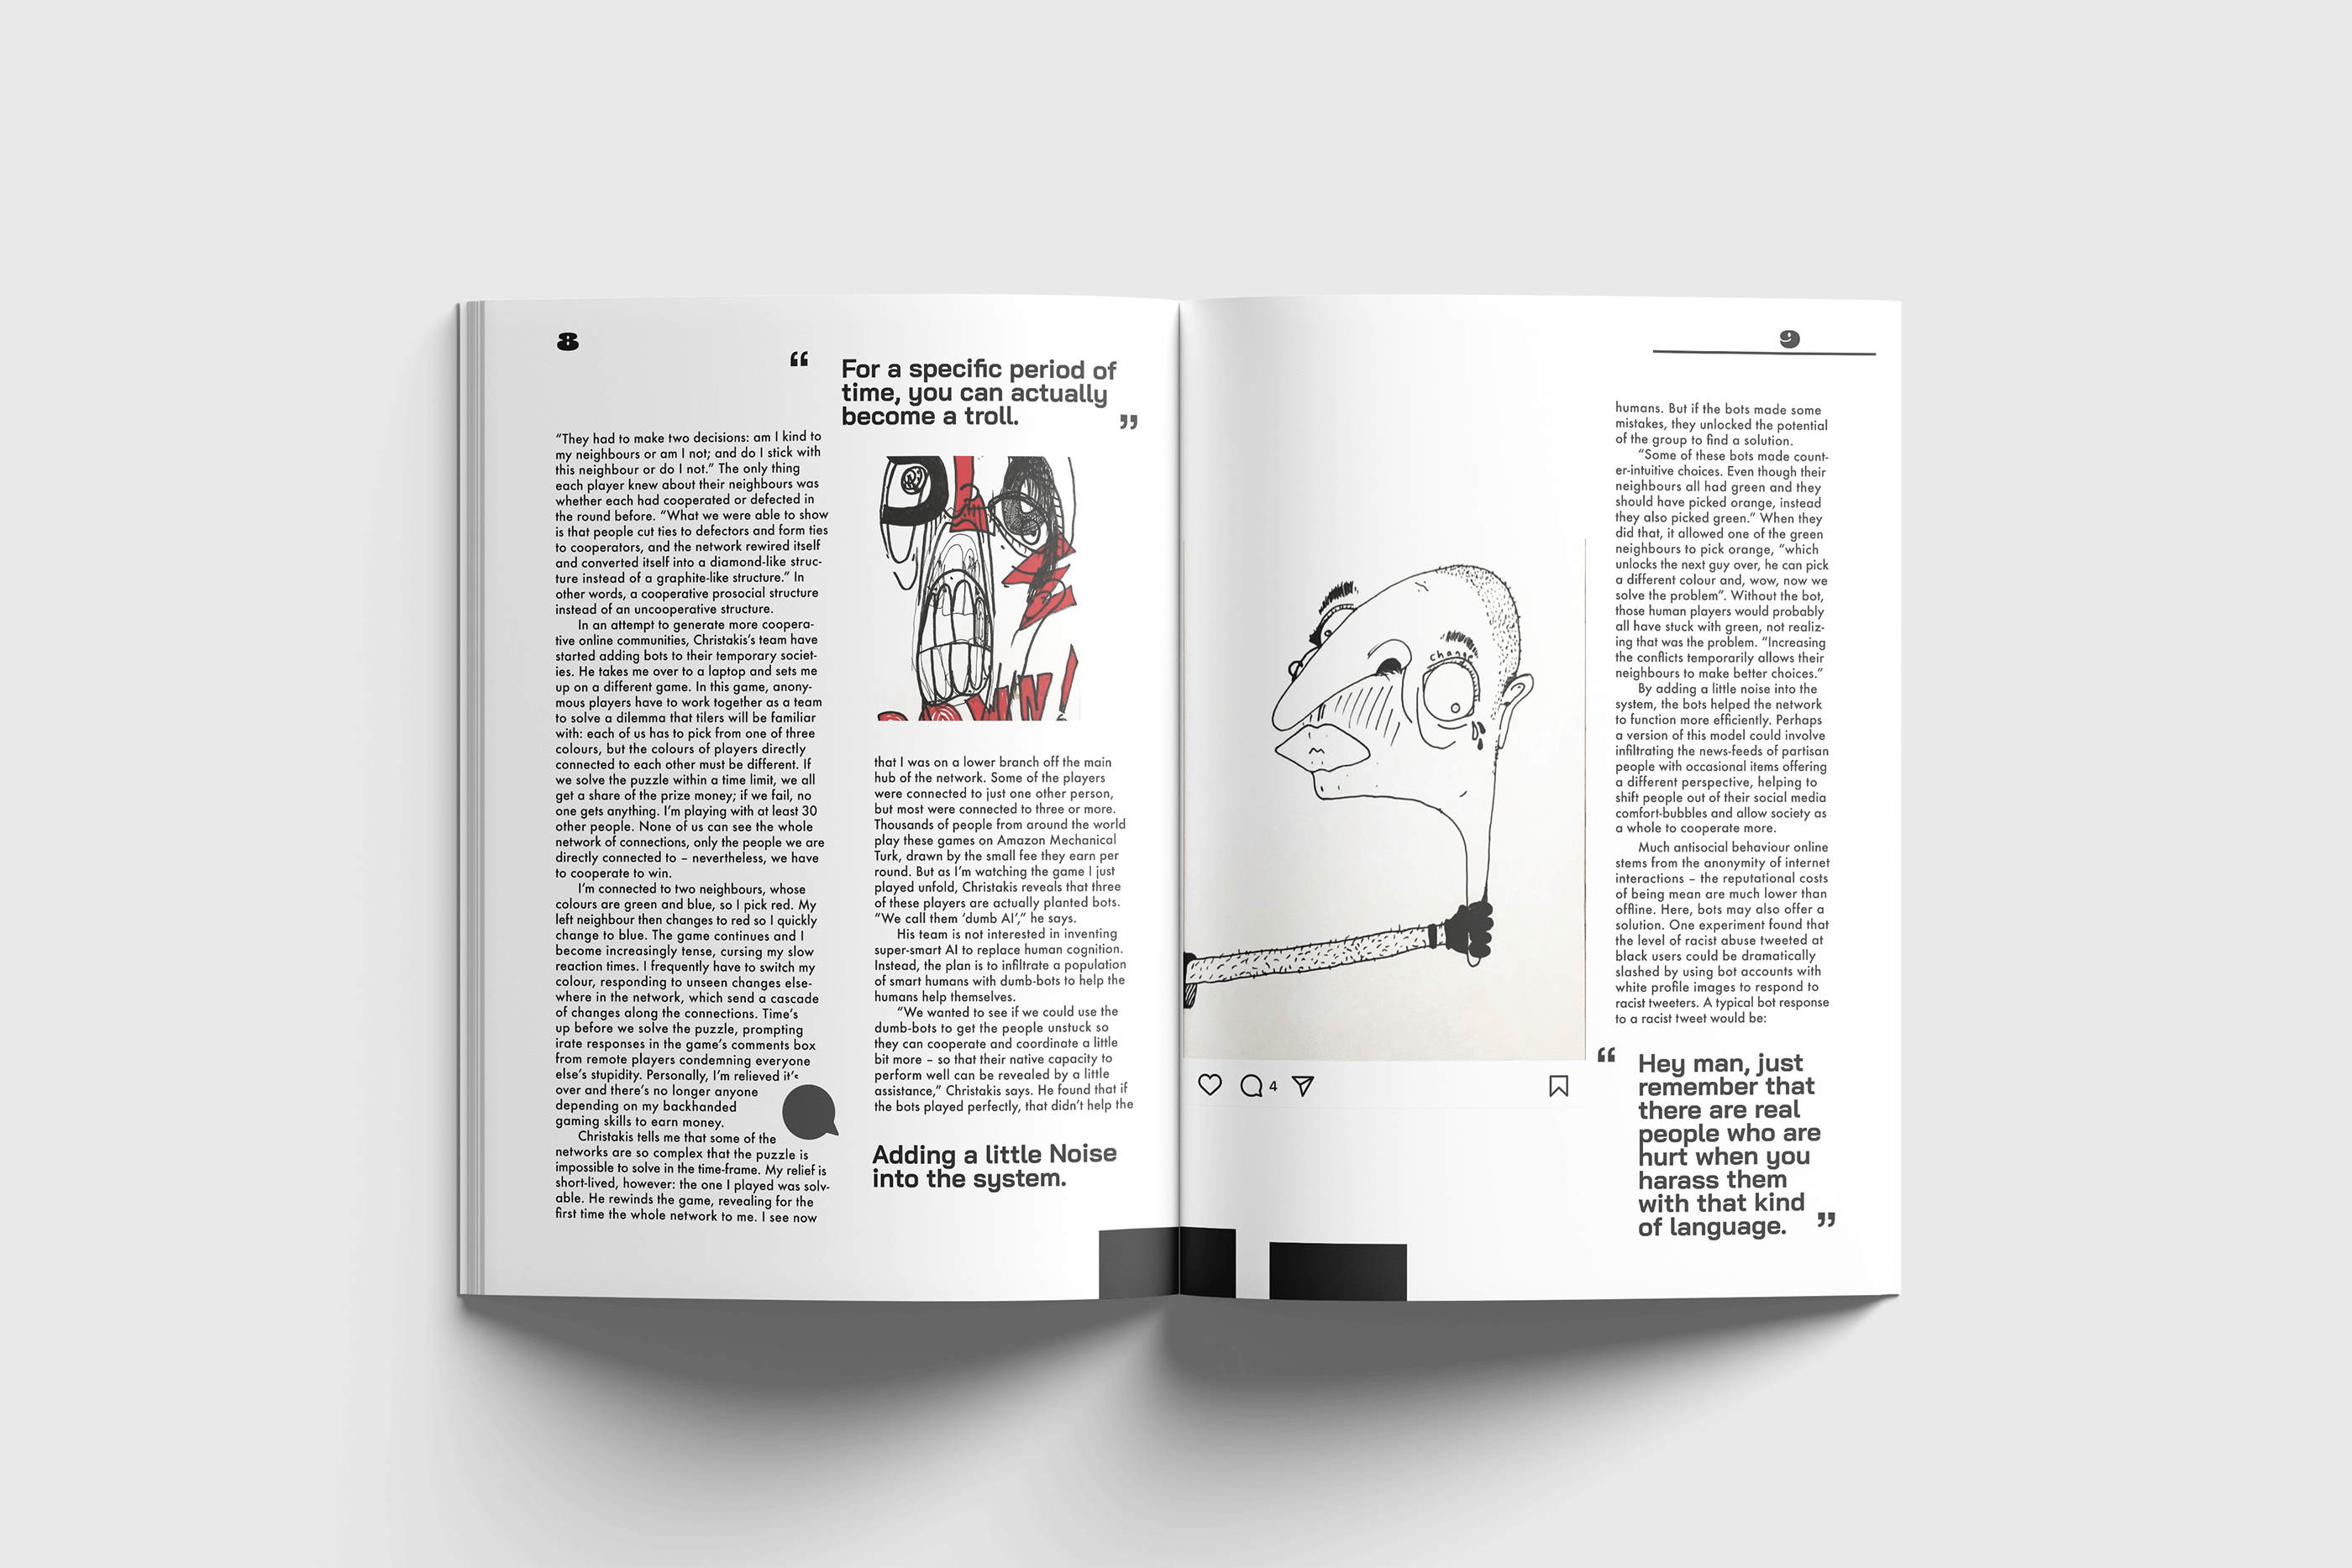 8
“ For a specific period of
time, you can actually
become a troll. ”
“They had to make two decisions: am I kind to
my neighbours or am I not; and do I stick with
this neighbour or do I not.” The only thing
each player knew about their neighbours was
whether each had cooperated or defected in
the round before. “What we were able to show
is that people cut ties to defectors and form ties
to cooperators, and the network rewired itself
and converted itself into a diamond-like struc-
ture instead of a graphite-like structure.” In
other words, a cooperative prosocial structure
instead of an uncooperative structure.
In an attempt to generate more coopera-
tive online communities, Christakis’s team have
started adding bots to their temporary societ-
ies. He takes me over to a laptop and sets me
up on a different game. In this game, anony-
mous players have to work together as a team
to solve a dilemma that tilers will be familiar
with: each of us has to pick from one of three
colours, but the colours of players directly
connected to each other must be different. If
we solve the puzzle within a time limit, we all
get a share of the prize money; if we fail, no
one gets anything. I’m playing with at least 30
other people. None of us can see the whole
network of connections, only the people we are
directly connected to – nevertheless, we have
to cooperate to win.
I’m connected to two neighbours, whose
colours are green and blue, so I pick red. My
left neighbour then changes to red so I quickly
change to blue. The game continues and I
become increasingly tense, cursing my slow
reaction times. I frequently have to switch my
colour, responding to unseen changes else-
where in the network, which send a cascade
of changes along the connections. Time’s
up before we solve the puzzle, prompting
irate responses in the game’s comments box
from remote players condemning everyone
else’s stupidity. Personally, I’m relieved it’s
over and there’s no longer anyone
depending on my backhanded
gaming skills to earn money.
Christakis tells me that some of the
networks are so complex that the puzzle is
impossible to solve in the time-frame. My relief is
short-lived, however: the one I played was solv-
able. He rewinds the game, revealing for the
first time the whole network to me. I see now
that I was on a lower branch off the main
hub of the network. Some of the players
were connected to just one other person,
but most were connected to three or more.
Thousands of people from around the world
play these games on Amazon Mechanical
Turk, drawn by the small fee they earn per
round. But as I’m watching the game I just
played unfold, Christakis reveals that three
of these players are actually planted bots.
“We call them ‘dumb AI’,” he says.
His team is not interested in inventing
super-smart AI to replace human cognition.
Instead, the plan is to infiltrate a population
of smart humans with dumb-bots to help the
humans help themselves.
“We wanted to see if we could use the
dumb-bots to get the people unstuck so
they can cooperate and coordinate a little
bit more – so that their native capacity to
perform well can be revealed by a little
assistance,” Christakis says. He found that if
the bots played perfectly, that didn’t help the
Adding a little Noise
into the system.
change
4
9
humans. But if the bots made some
mistakes, they unlocked the potential
of the group to find a solution.
“Some of these bots made count-
er-intuitive choices. Even though their
neighbours all had green and they
should have picked orange, instead
they also picked green.” When they
did that, it allowed one of the green
neighbours to pick orange, “which
unlocks the next guy over, he can pick
a different colour and, wow, now we
solve the problem”. Without the bot,
those human players would probably
all have stuck with green, not realiz-
ing that was the problem. “Increasing
the conflicts temporarily allows their
neighbours to make better choices.”
By adding a little noise into the
system, the bots helped the network
to function more efficiently. Perhaps
a version of this model could involve
infiltrating the news-feeds of partisan
people with occasional items offering
a different perspective, helping to
shift people out of their social media
comfort-bubbles and allow society as
a whole to cooperate more.
Much antisocial behaviour online
stems from the anonymity of internet
interactions – the reputational costs
of being mean are much lower than
offline. Here, bots may also offer a
solution. One experiment found that
the level of racist abuse tweeted at
black users could be dramatically
slashed by using bot accounts with
white profile images to respond to
racist tweeters. A typical bot response
to a racist tweet would be:
“ Hey man, just
remember that
there are real
people who are
hurt when you
harass them
with that kind
of language. ”